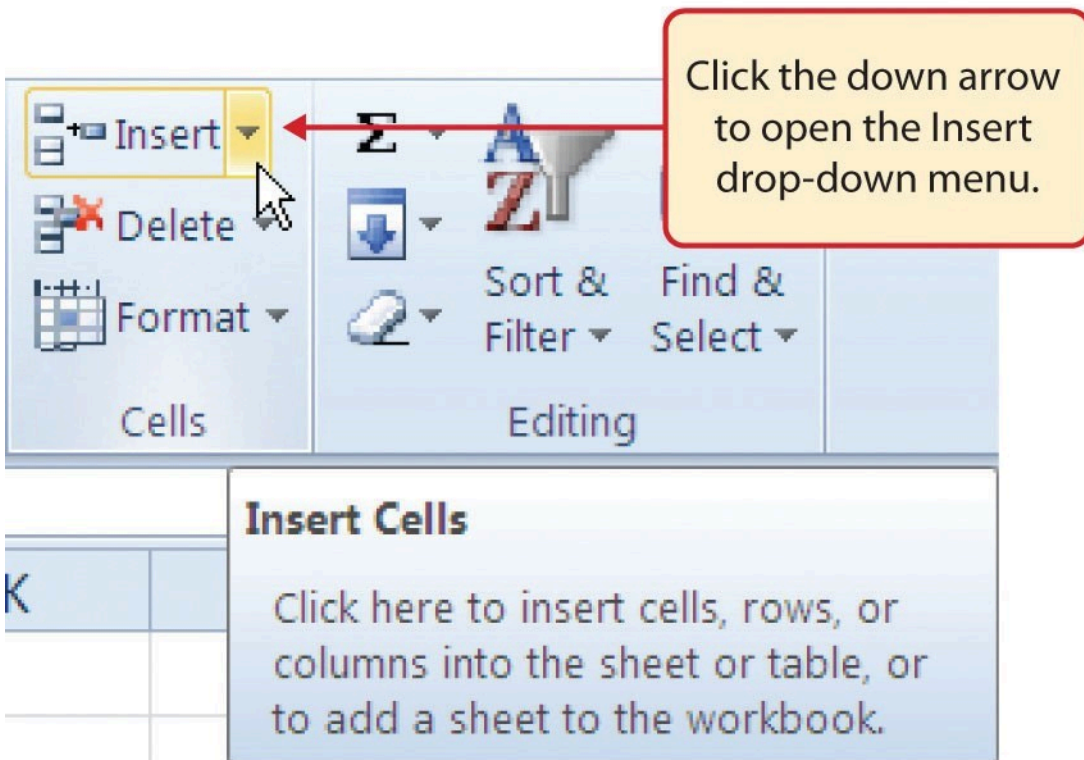 Click the down arrow
to open the Insert
drop-down menu.
Insert
Delete
Format
Cells
Σ
A
Z
Sort &
Filter
Find &
Select
Editing
Insert Cells
Click here to insert cells, rows, or
columns into the sheet or table, or
to add a sheet to the workbook.
K